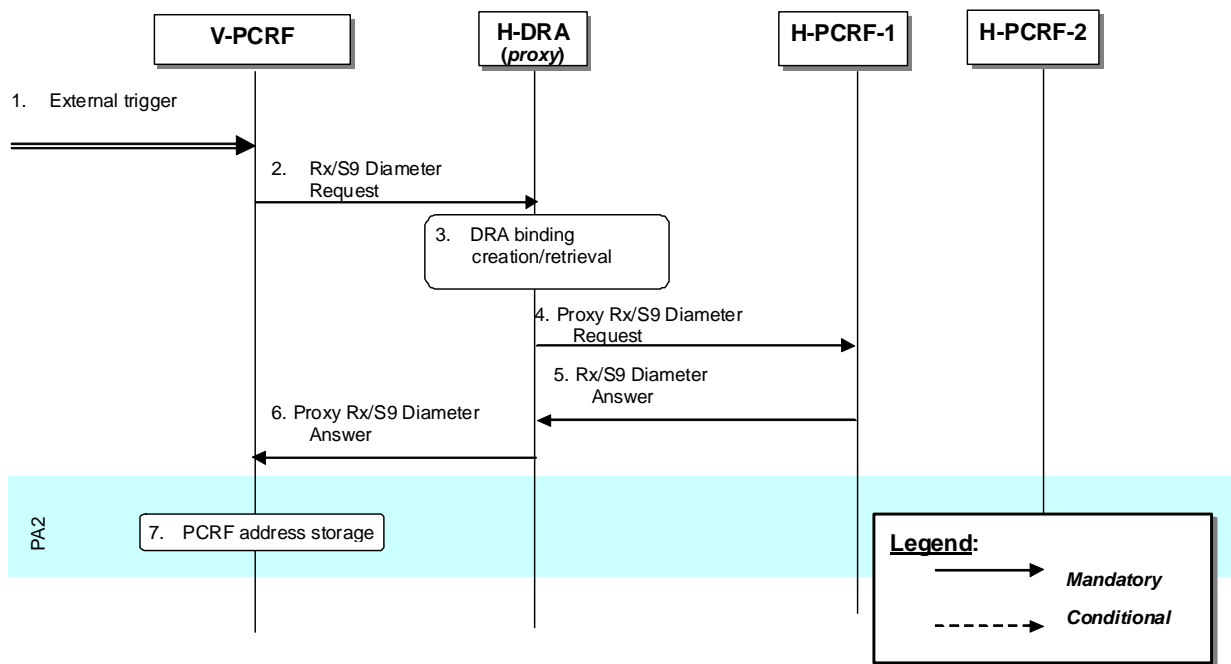 V-PCRF
H-DRA
(proxy)
H-PCRF-1
H-PCRF-2
1. External trigger
2. Rx/S9 Diameter
Request
3. DRA binding
creation/retrieval
4. Proxy Rx/S9 Diameter
Request
5. Rx/S9 Diameter
Answer
6. Proxy Rx/S9 Diameter
Answer
PA2
7. PCRF address storage
Legend:
Mandatory
Conditional